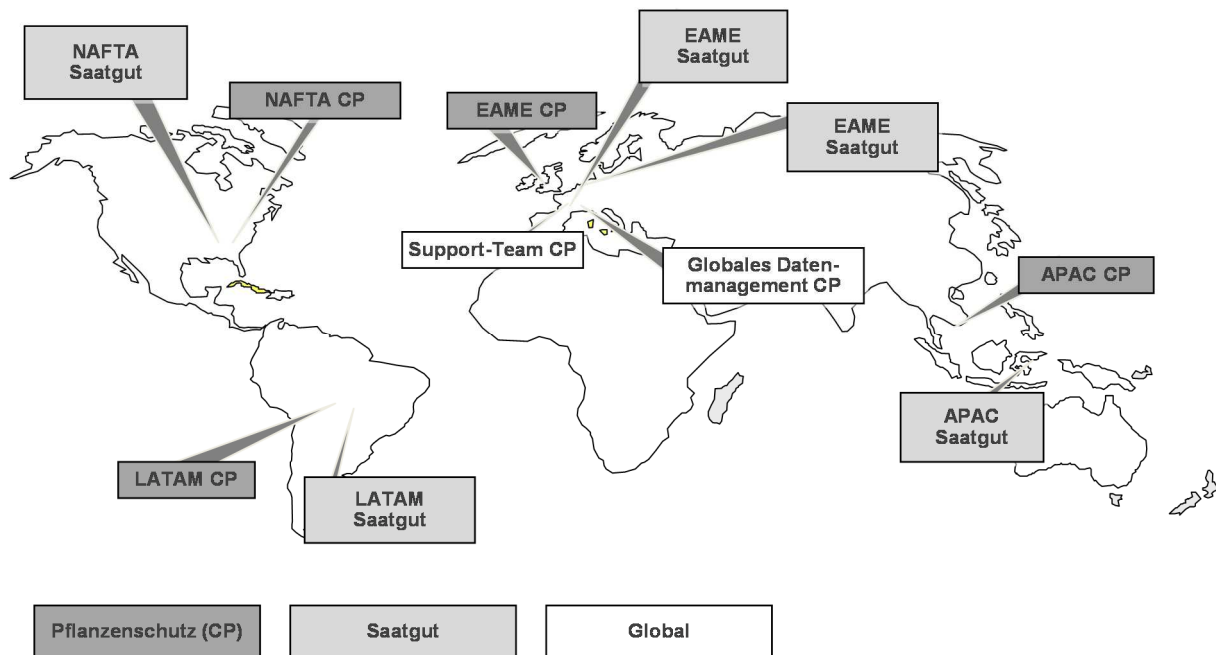 NAFTA
Saatgut
NAFTA CP
EAME CP
EAME
Saatgut
EAME
Saatgut
Support-Team CP
Globales Daten-
management CP
APAC CP
APAC
Saatgut
LATAM CP
LATAM
Saatgut
Pflanzenschutz (CP)
Saatgut
Global